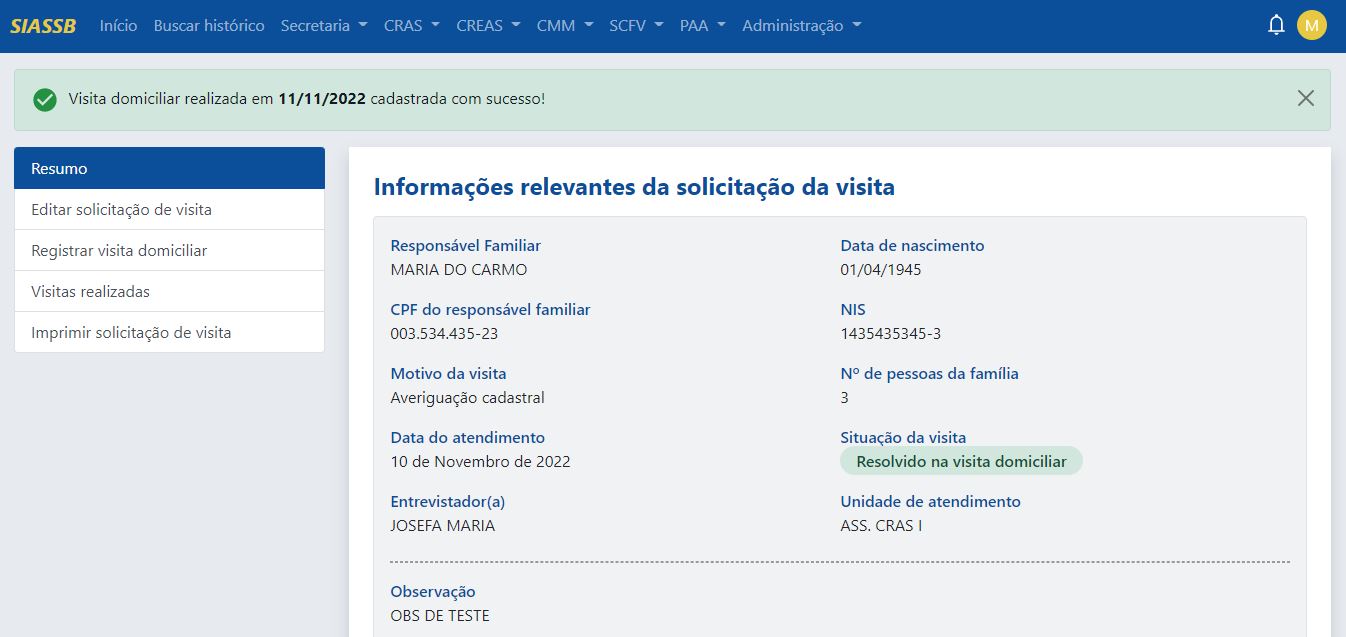 SIASSB Início Buscar histórico Secretaria CRAS CREAS CMM SCFV PAA Administração M
Visita domiciliar realizada em 11/11/2022 cadastrada com sucesso!
Resumo
Editar solicitação de visita
Registrar visita domiciliar
Visitas realizadas
Imprimir solicitação de visita
Informações relevantes da solicitação da visita
Responsável Familiar Data de nascimento
MARIA DO CARMO 01/04/1945
CPF do responsável familiar NIS
003.534.435-23 1435435345-3
Motivo da visita Nº de pessoas da família
Averiguação cadastral 3
Data do atendimento Situação da visita
10 de Novembro de 2022 Resolvido na visita domiciliar
Entrevistador(a) Unidade de atendimento
JOSEFA MARIA ASS. CRAS I
Observação
OBS DE TESTE